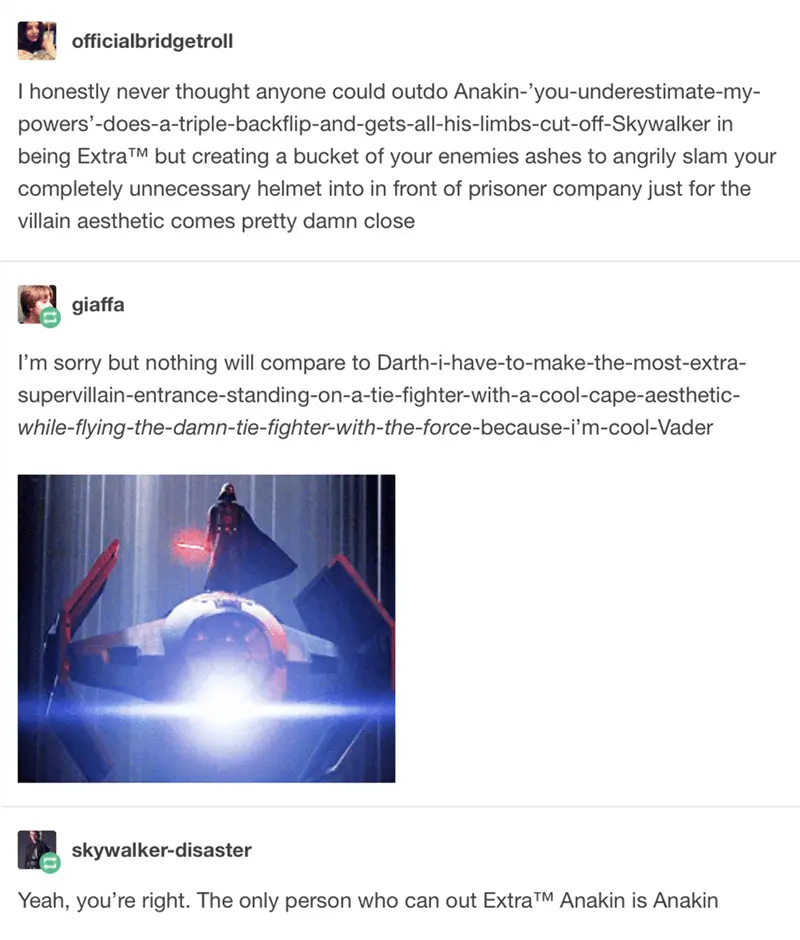 officialbridgetroll
I honestly never thought anyone could outdo Anakin-’you-underestimate-my-
powers’-does-a-triple-backflip-and-gets-all-his-limbs-cut-off-Skywalker in
being Extra™ but creating a bucket of your enemies ashes to angrily slam your
completely unnecessary helmet into in front of prisoner company just for the
villain aesthetic comes pretty damn close
giaffa
I’m sorry but nothing will compare to Darth-i-have-to-make-the-most-extra-
supervillain-entrance-standing-on-a-tie-fighter-with-a-cool-cape-aesthetic-
while-flying-the-damn-tie-fighter-with-the-force-because-i’m-cool-Vader
skywalker-disaster
Yeah, you’re right. The only person who can out Extra™ Anakin is Anakin